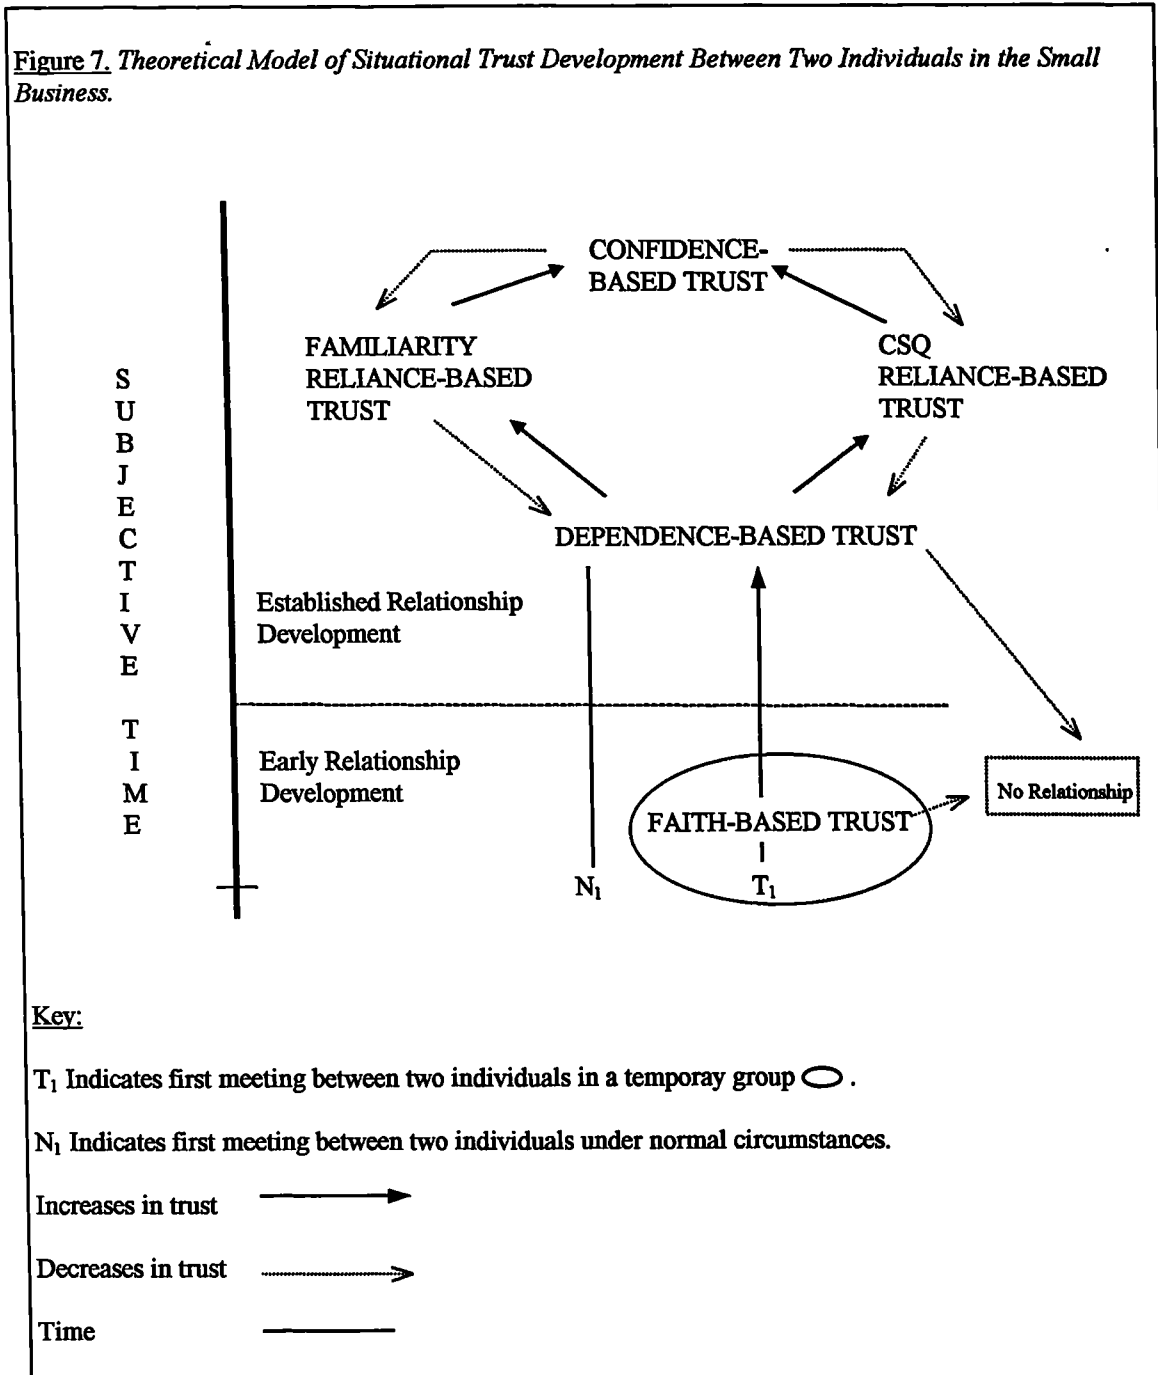 Figure 7. Theoretical Model of Situational Trust Development Between Two Individuals in the Small
Business.
CONFIDENCE-
BASED TRUST
FAMILIARITY
RELIANCE-BASED
TRUST
CSQ
RELIANCE-BASED
TRUST
SUBJECTIVE TIME
DEPENDENCE-BASED TRUST
Established Relationship
Development
Early Relationship
Development
FAITH-BASED TRUST
No Relationship
N₁
T₁
Key:
T₁ Indicates first meeting between two individuals in a temporay group .
N₁ Indicates first meeting between two individuals under normal circumstances.
Increases in trust
Decreases in trust
Time